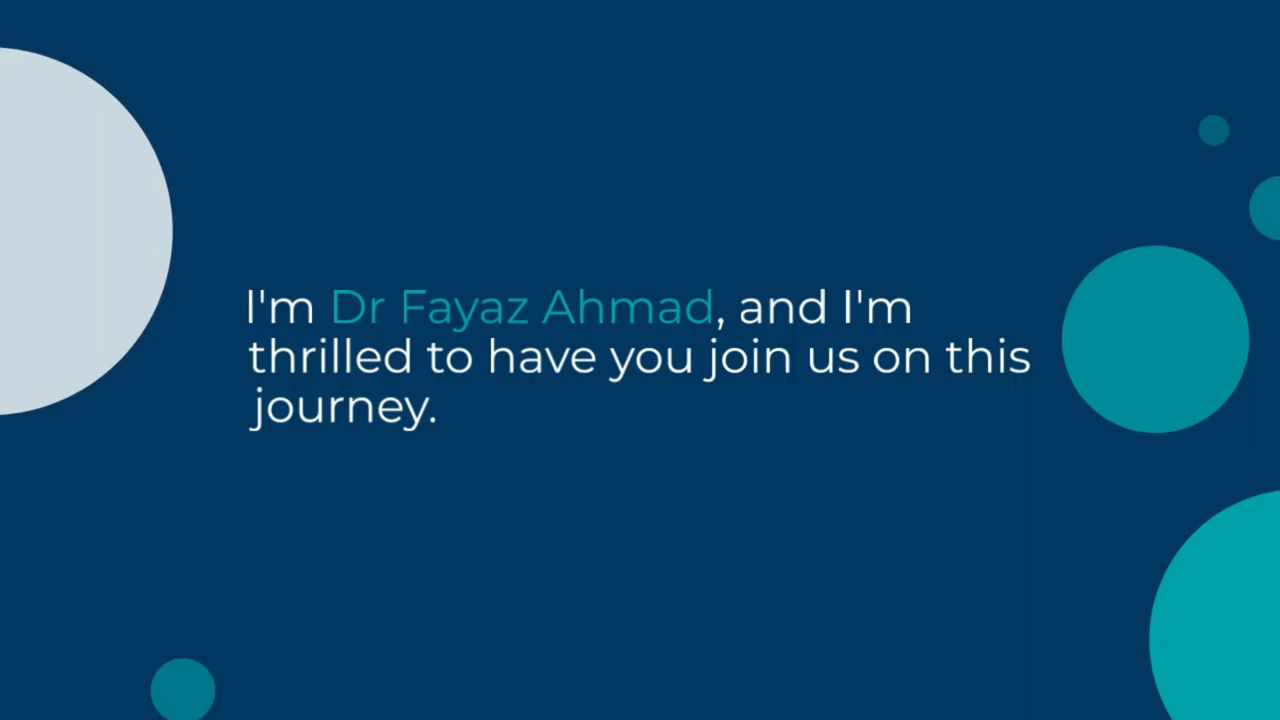 I'm Dr Fayaz Ahmad, and I'm
thrilled to have you join us on this
journey.